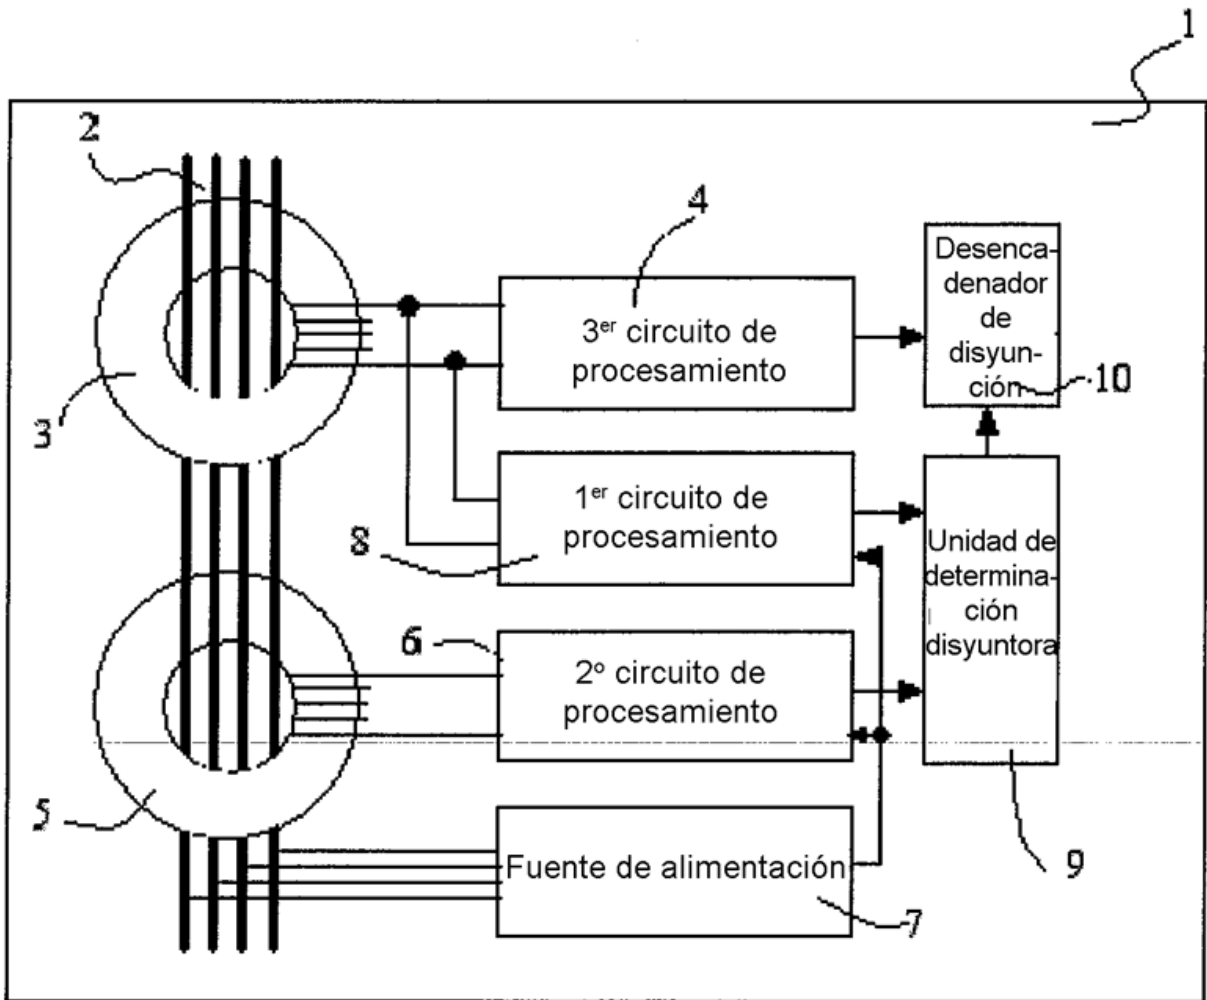 1
2
4
Desenca-
denador
de
disyun-
ción
3er circuito de
procesamiento
10
3
1er circuito de
procesamiento
8
Unidad de
determina-
ción
disyuntora
6
2º circuito de
procesamiento
5
Fuente de alimentación
9
7